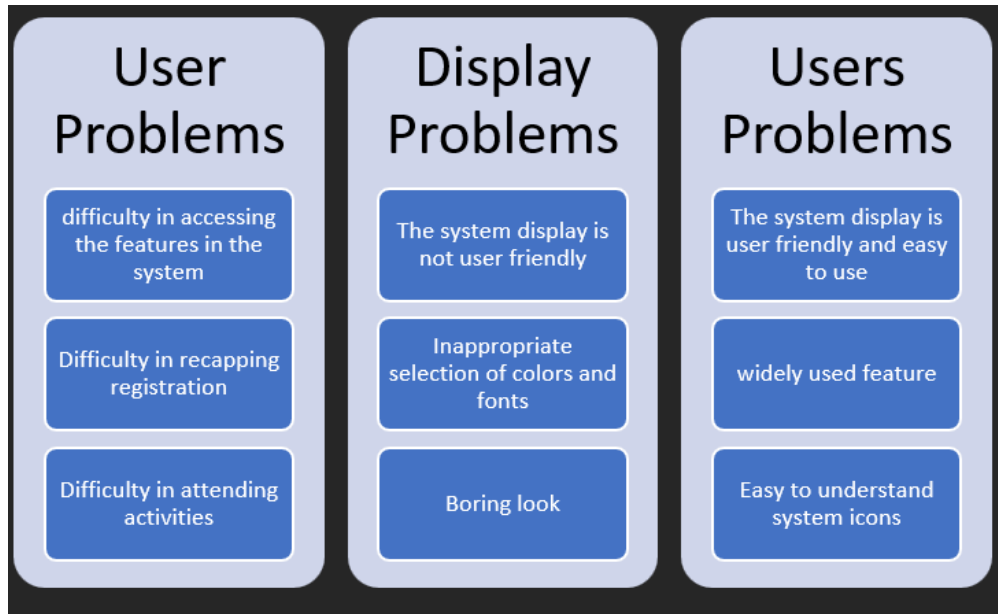 User
Problems
difficulty in accessing
the features in the
system
Difficulty in recapping
registration
Difficulty in attending
activities
Display
Problems
The system display is
not user friendly
Inappropriate
selection of colors and
fonts
Boring look
Users
Problems
The system display is
user friendly and easy
to use
widely used feature
Easy to understand
system icons